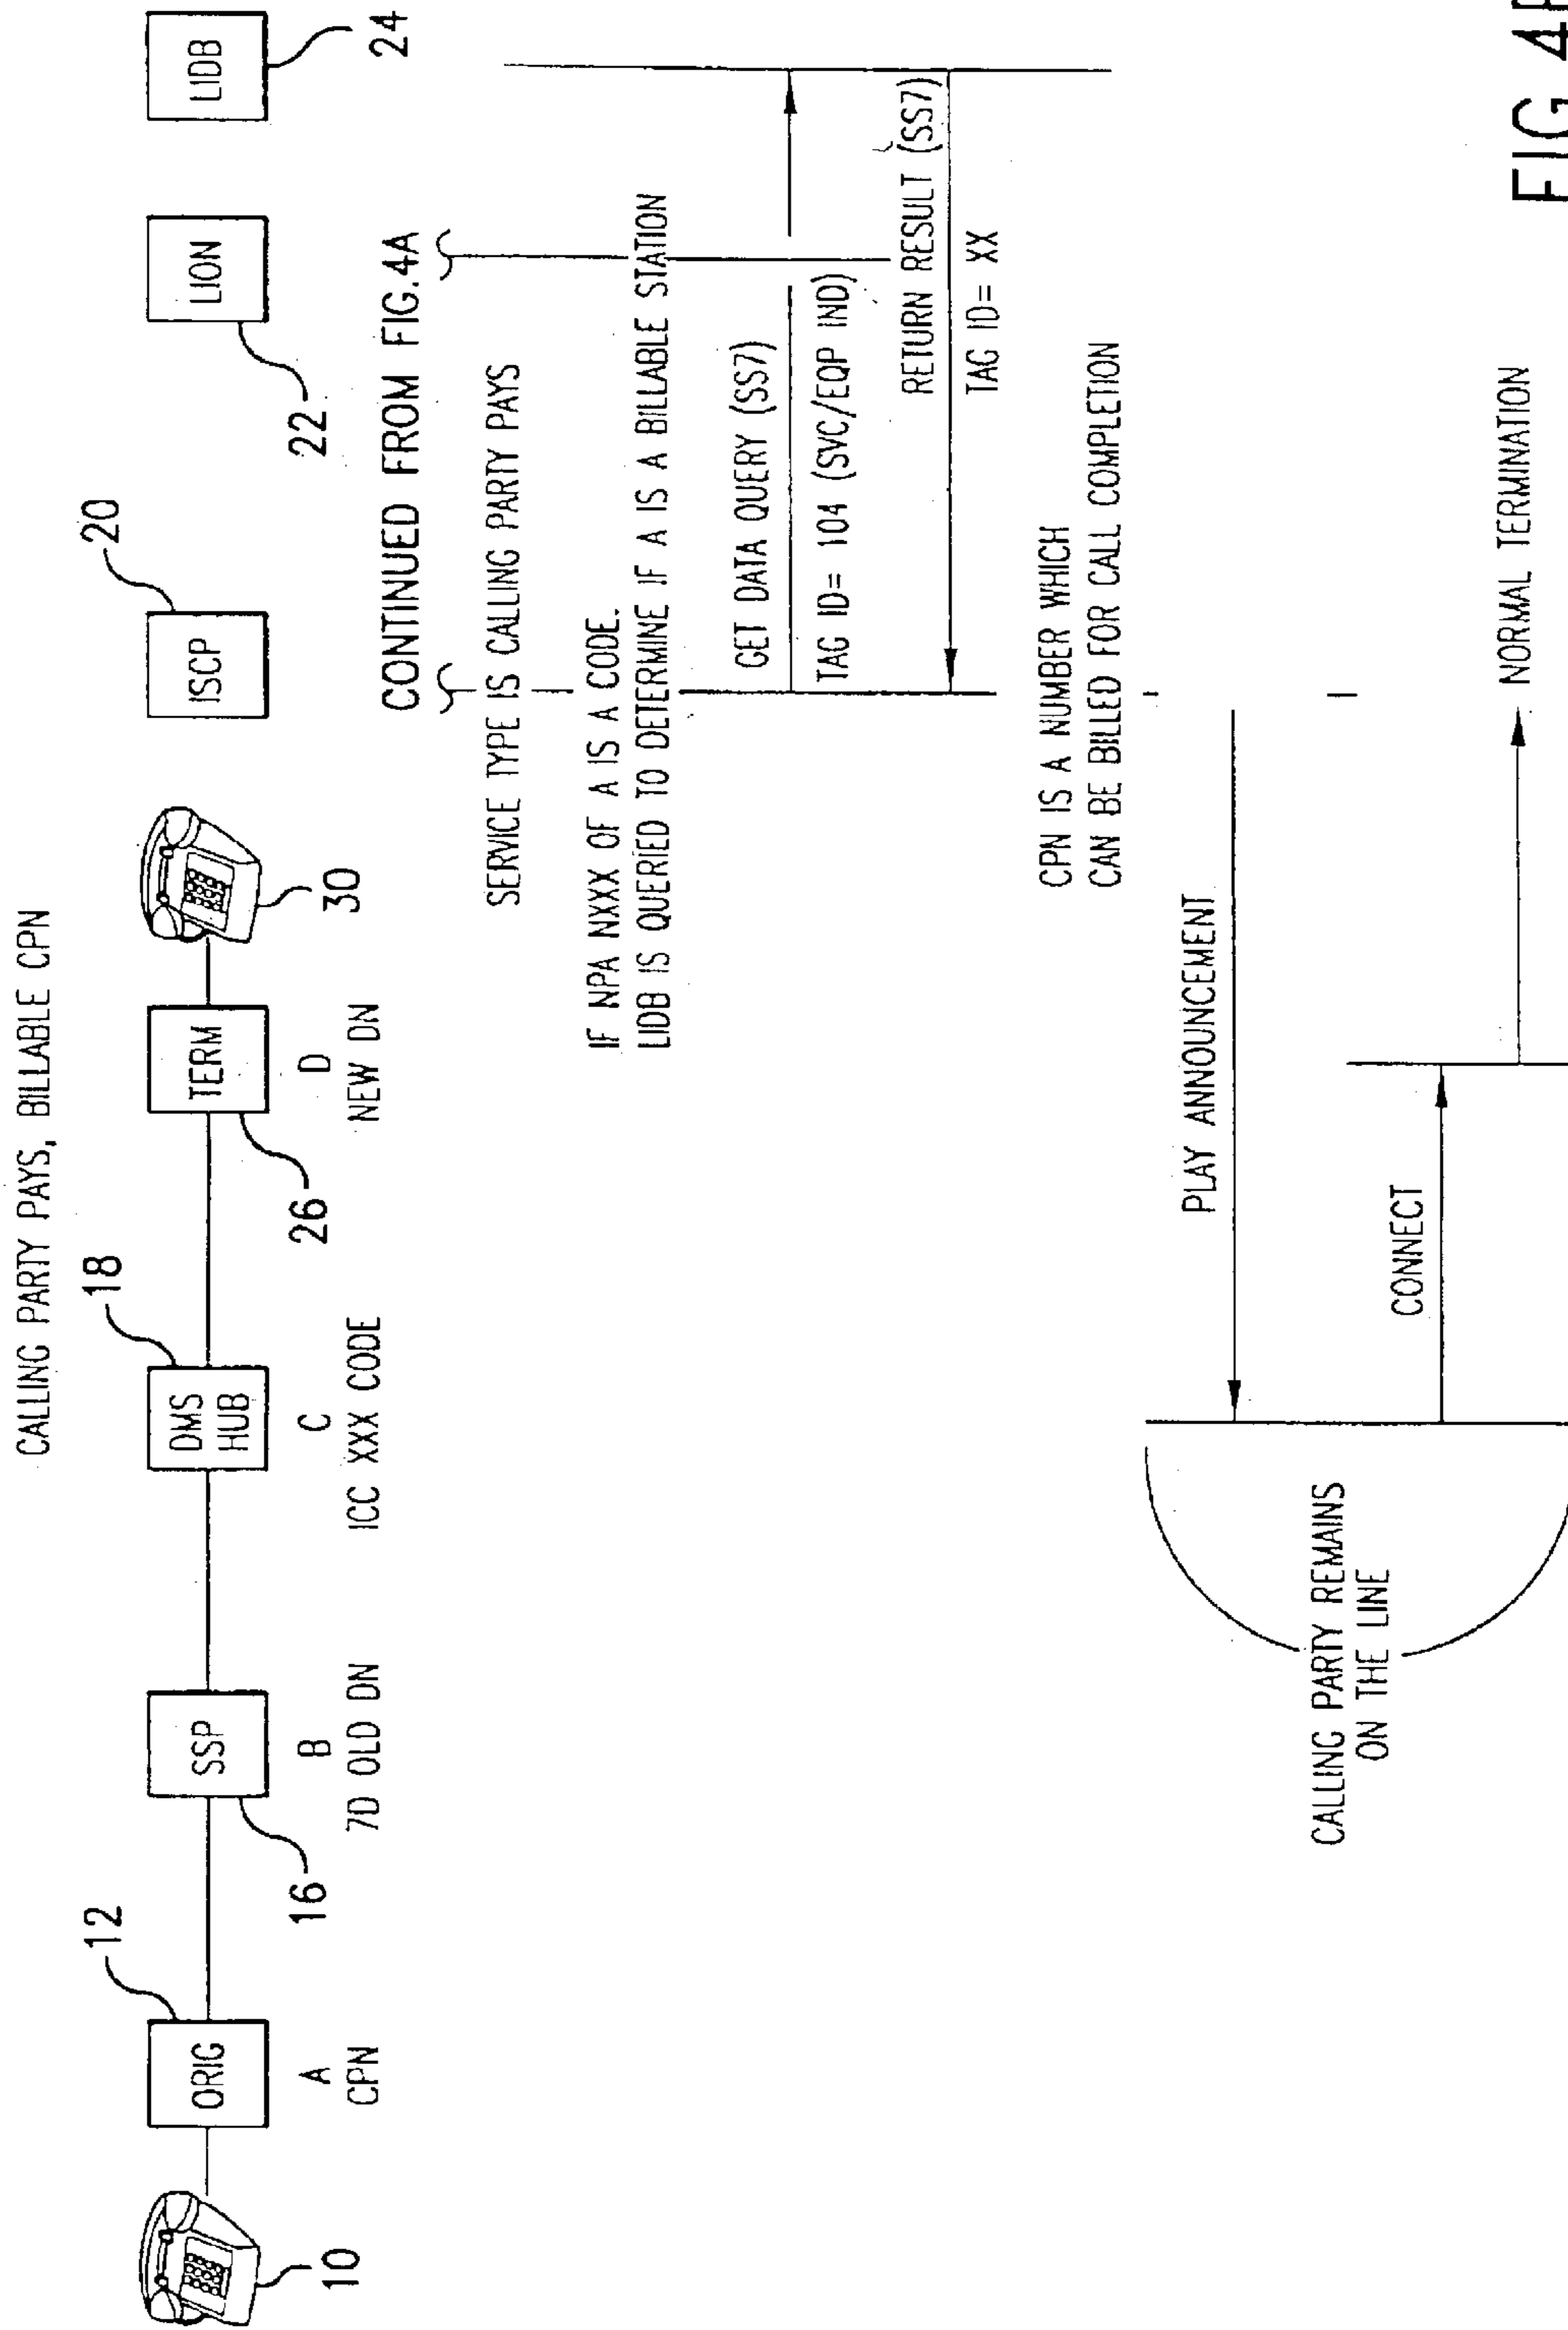 CALLING PARTY PAYS, BILLABLE CPN
10
ORIG
12
A
CPN
SSP
16
B
7D OLD DN
DMS
HUB
18
C
ICC XXX CODE
TERM
26
D
NEW DN
30
ISCP
20
LION
22
LIDB
24
CONTINUED FROM FIG.4A
SERVICE TYPE IS CALLING PARTY PAYS
IF NPA NXXX OF A IS A CODE.
LIDB IS QUERIED TO DETERMINE IF A IS A BILLABLE STATION
GET DATA QUERY (SS7)
TAG ID= 104 (SVC/EQP IND)
RETURN RESULT (SS7)
TAG ID= XX
CPN IS A NUMBER WHICH
CAN BE BILLED FOR CALL COMPLETION
PLAY ANNOUNCEMENT
CALLING PARTY REMAINS
ON THE LINE
CONNECT
NORMAL TERMINATION
FIG. 4B